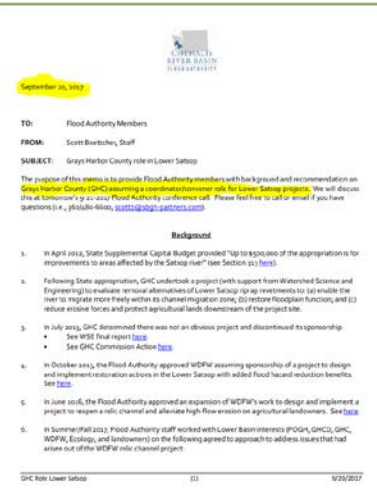 CHEHALIS
RIVER BASIN
FLOOD AUTHORITY
September 20, 2017
TO: Flood Authority Members
FROM: Scott Boettcher, Staff
SUBJECT: Grays Harbor County role in Lower Satsop
The purpose of this memo is to provide Flood Authority members with background and recommendation on
Grays Harbor County (GHC) assuming a coordinator/convener role for Lower Satsop projects. We will discuss
this at tomorrow's 9-21-2017 Flood Authority conference call. Please feel free to call or email if you have
questions (i.e., 360/480-6600, scottb@sbgh-partners.com).
Background
1. In April 2012, State Supplemental Capital Budget provided "Up to $500,000 of the appropriation is for
improvements to areas affected by the Satsop river" (see Section 311 here).
2. Following State appropriation, GHC undertook a project (with support from Watershed Science and
Engineering) to evaluate removal alternatives of Lower Satsop riprap revetments to: (a) enable the
river to migrate more freely within its channel migration zone; (b) restore floodplain function; and (c)
reduce erosive forces and protect agricultural lands downstream of the project site.
3. In July 2013, GHC determined there was not an obvious project and discontinued its sponsorship.
• See WSE final report here.
• See GHC Commission Action here.
4. In October 2013, the Flood Authority approved WDFW assuming sponsorship of a project to design
and implement restoration actions in the Lower Satsop with added flood hazard reduction benefits.
See here.
5. In June 2016, the Flood Authority approved an expansion of WDFW's work to design and implement a
project to reopen a relic channel and alleviate high-flow erosion on agricultural landowners. See here.
6. In Summer/Fall 2017, Flood Authority staff worked with Lower Basin interests (POGH, GHCD, GHC,
WDFW, Ecology, and landowners) on the following agreed to approach to address issues that had
arisen out of the WDFW relic channel project:
GHC Role Lower Satsop (1) 9/20/2017